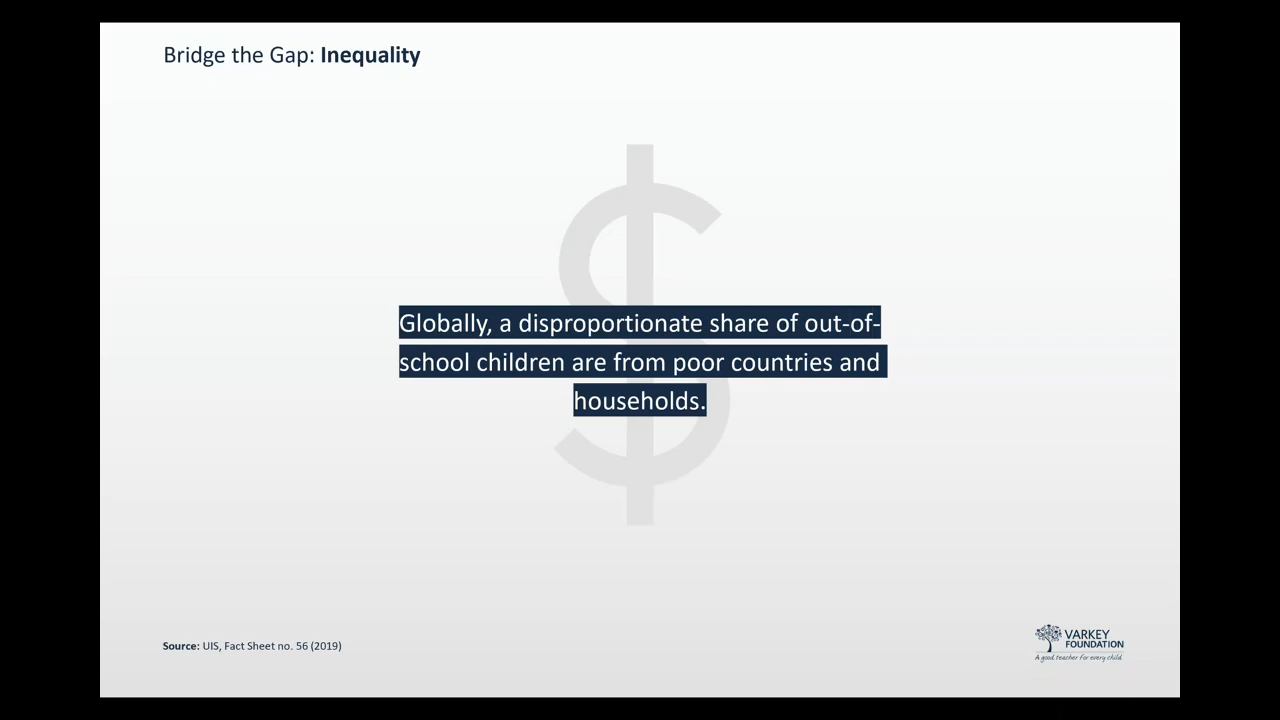 Bridge the Gap: Inequality
Globally, a disproportionate share of out-of-
school children are from poor countries and
households.
Source: UIS, Fact Sheet no. 56 (2019)
VARKEY
FOUNDATION
A good teacher for every child